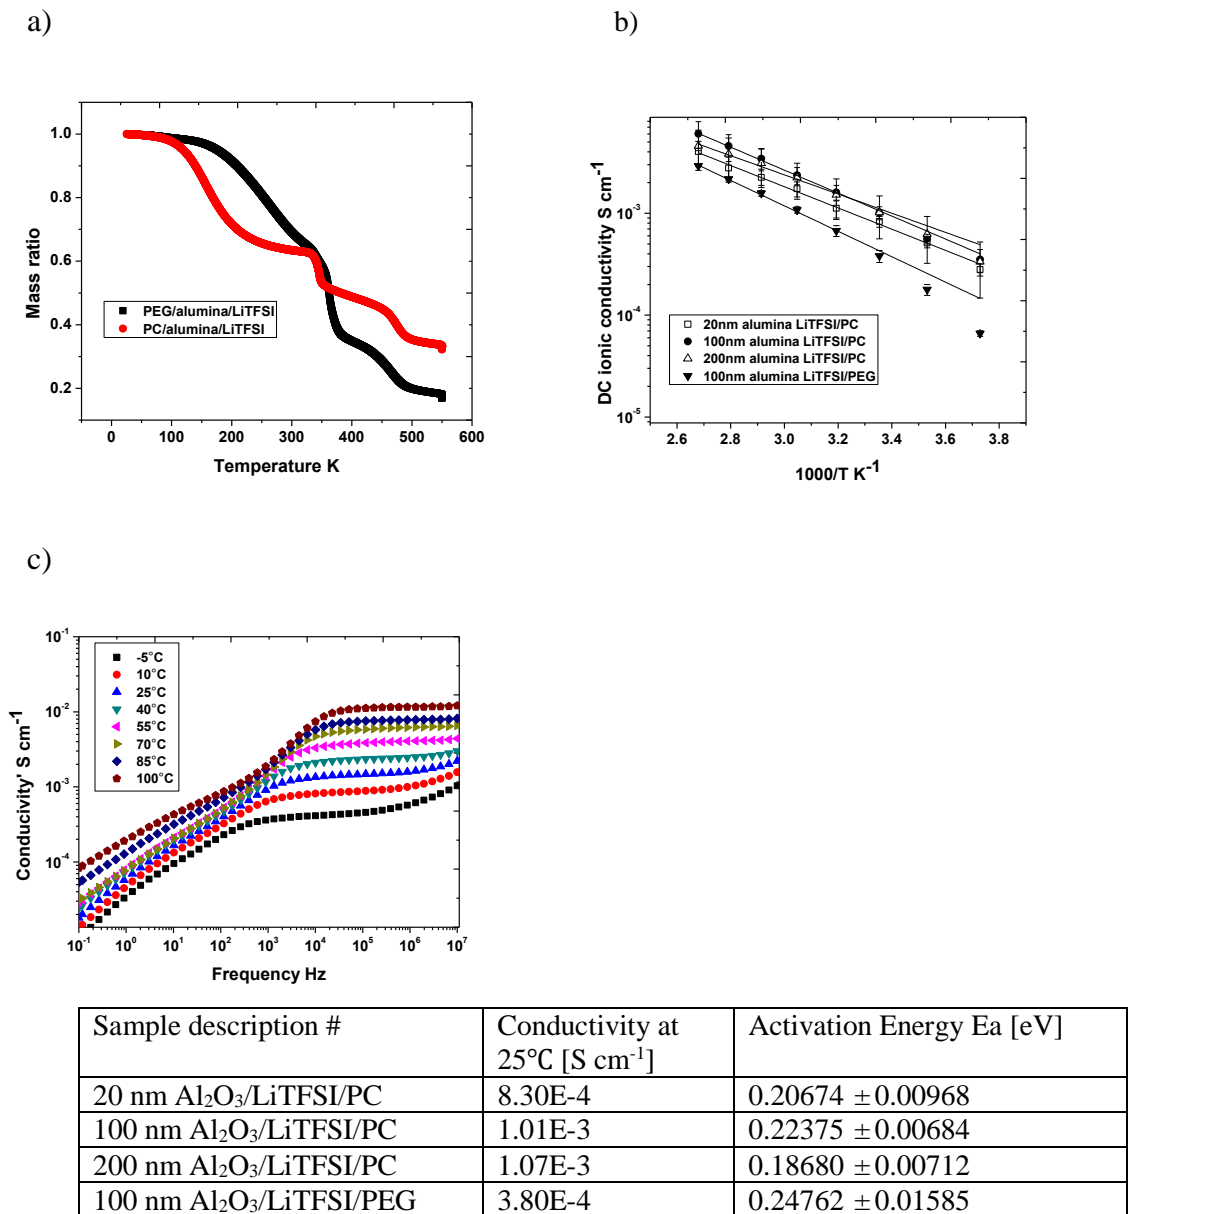 a)
b)
1.0
0.8
0.6
0.4
0.2
Mass ratio
PEG/alumina/LiTFSI
PC/alumina/LiTFSI
0 100 200 300 400 500 600
Temperature K
10-3
10-4
10-5
DC ionic conductivity S cm-1
20nm alumina LiTFSI/PC
100nm alumina LiTFSI/PC
200nm alumina LiTFSI/PC
100nm alumina LiTFSI/PEG
2.6 2.8 3.0 3.2 3.4 3.6 3.8
1000/T K-1
c)
10-1
10-2
10-3
10-4
Conducivity' S cm-1
-5°C
10°C
25°C
40°C
55°C
70°C
85°C
100°C
10-1 100 101 102 103 104 105 106 107
Frequency Hz
Sample description # Conductivity at 25℃ [S cm-1] Activation Energy Ea [eV]
20 nm Al2O3/LiTFSI/PC 8.30E-4 0.20674 ±0.00968
100 nm Al2O3/LiTFSI/PC 1.01E-3 0.22375 ±0.00684
200 nm Al2O3/LiTFSI/PC 1.07E-3 0.18680 ±0.00712
100 nm Al2O3/LiTFSI/PEG 3.80E-4 0.24762 ±0.01585